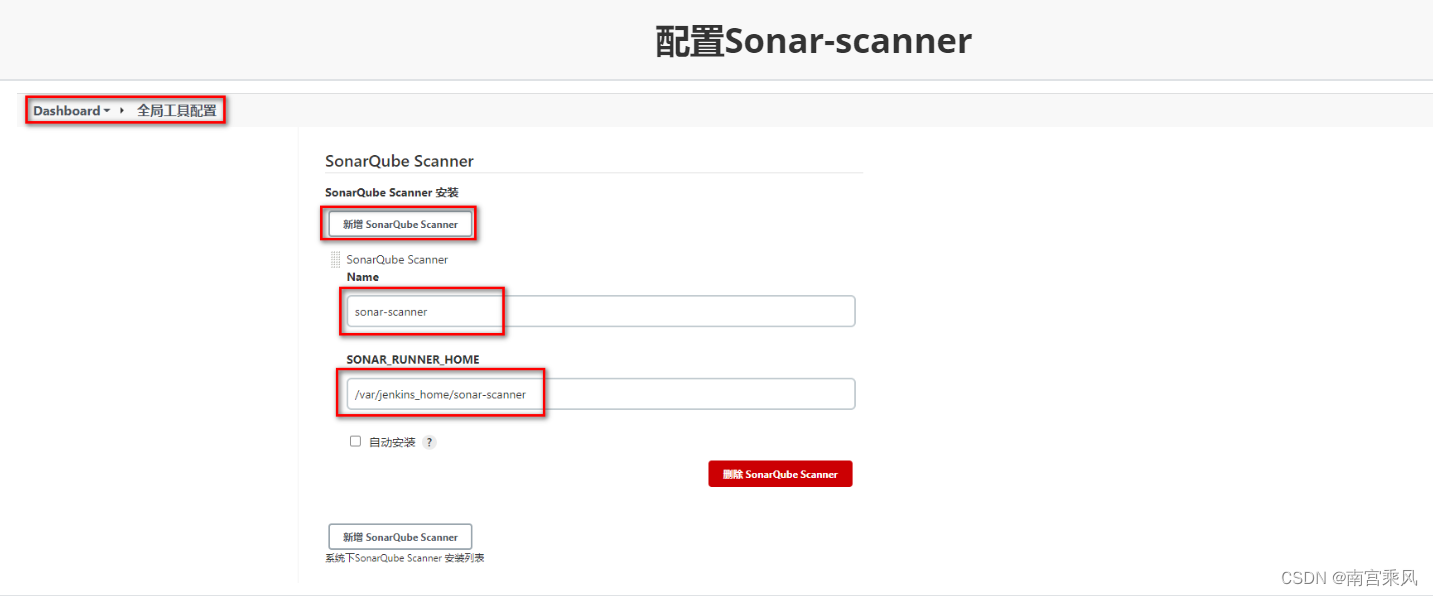 配置Sonar-scanner
Dashboard 全局工具配置
SonarQube Scanner
SonarQube Scanner 安装
新增 SonarQube Scanner
SonarQube Scanner
Name
sonar-scanner
SONAR_RUNNER_HOME
/var/jenkins_home/sonar-scanner
自动安装 ?
删除 SonarQube Scanner
新增 SonarQube Scanner
系统下SonarQube Scanner 安装列表
CSDN @南宫乘风